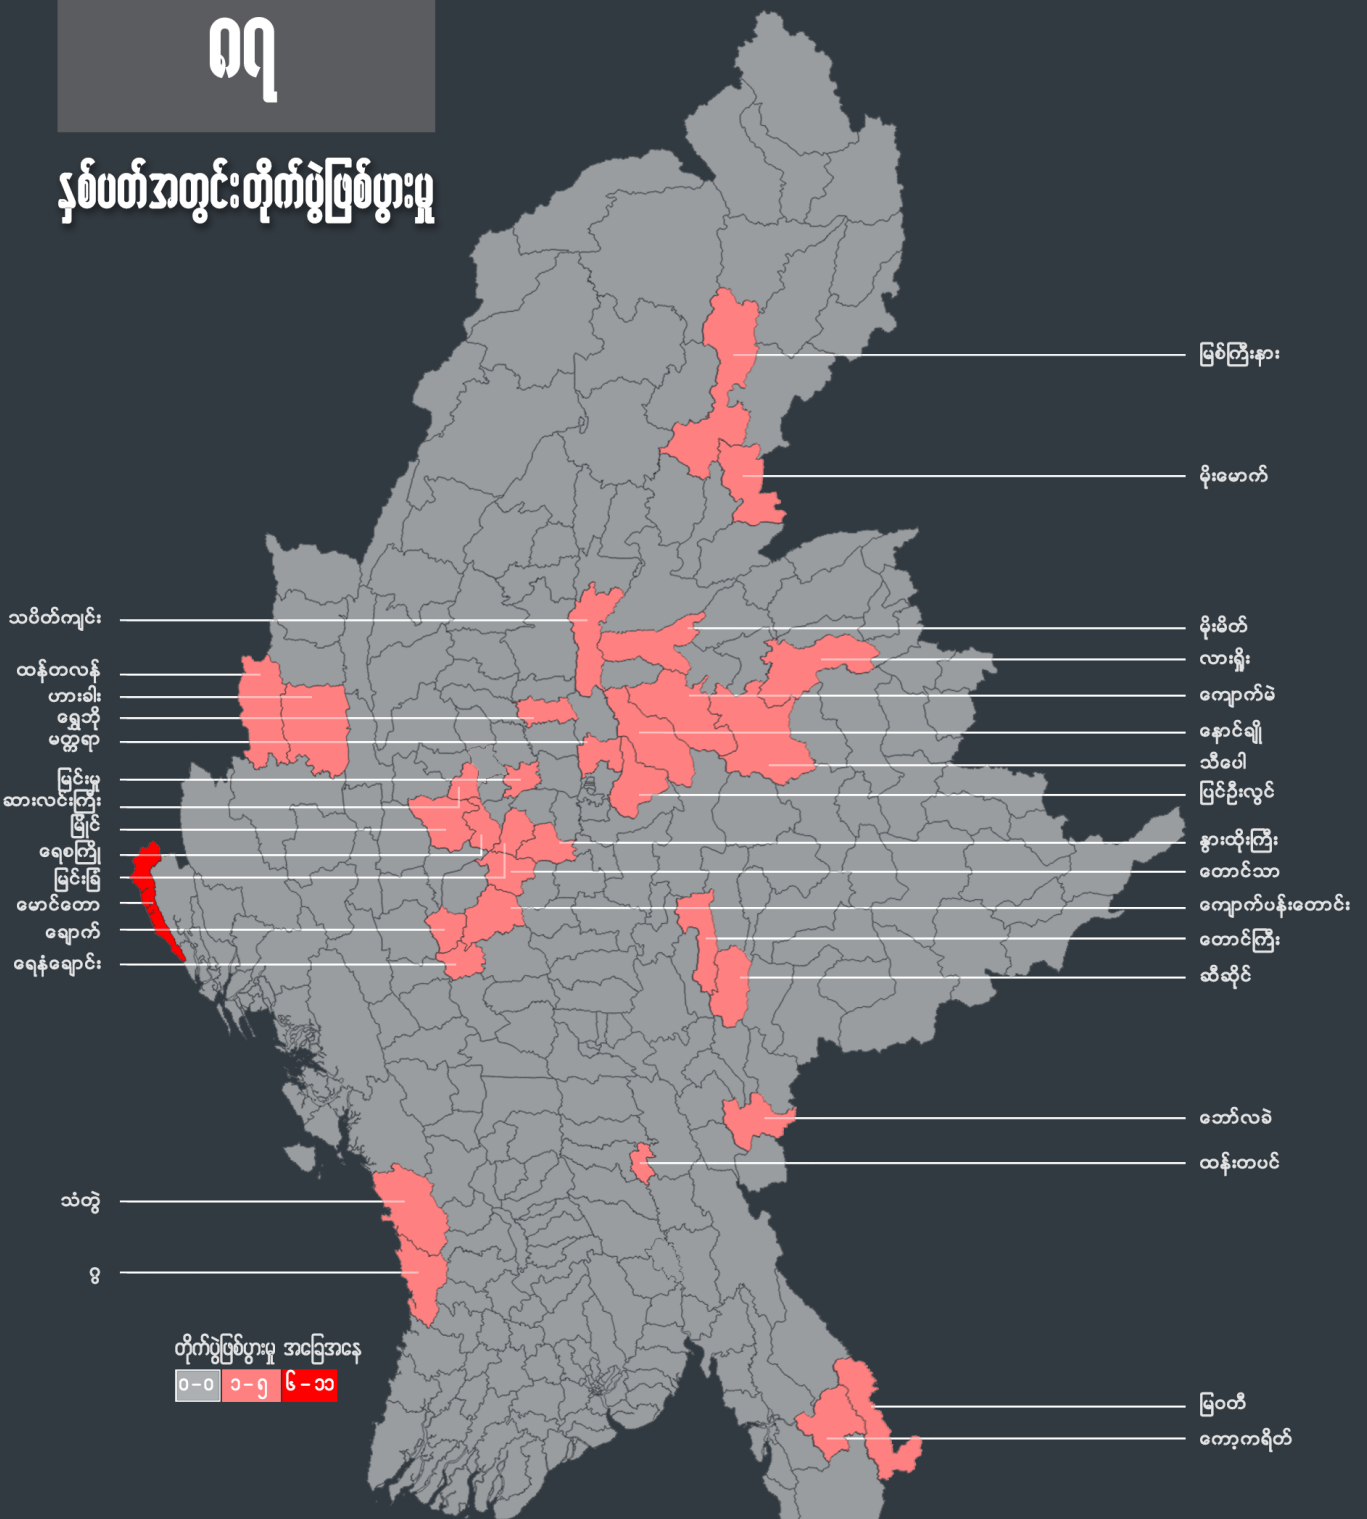 ၈၇
နှစ်ပတ်အတွင်းတိုက်ပွဲဖြစ်ပွားမှု
မြစ်ကြီးနား
မိုးမောက်
သပိတ်ကျင်း
ထန်တလန်
ဟားခါး
ရွှေဘို
မတ္တရာ
မြင်းမူ
ဆားလင်းကြီး
မြိုင်
ရေစကြို
မြင်းခြံ
မောင်တော
ချောက်
ရေနံချောင်း
သံတွဲ
ဂွ
မိုးမိတ်
လားရှိုး
ကျောက်မဲ
နောင်ချို
သီပေါ
ပြင်ဦးလွင်
နွားထိုးကြီး
တောင်သာ
ကျောက်ပန်းတောင်း
တောင်ကြီး
ဆီဆိုင်
ဘော်လခဲ
ထန်းတပင်
မြဝတီ
ကော့ကရိတ်
တိုက်ပွဲဖြစ်ပွားမှု အခြေအနေ
၀-၀ ၁-၅ ၆-၁၁